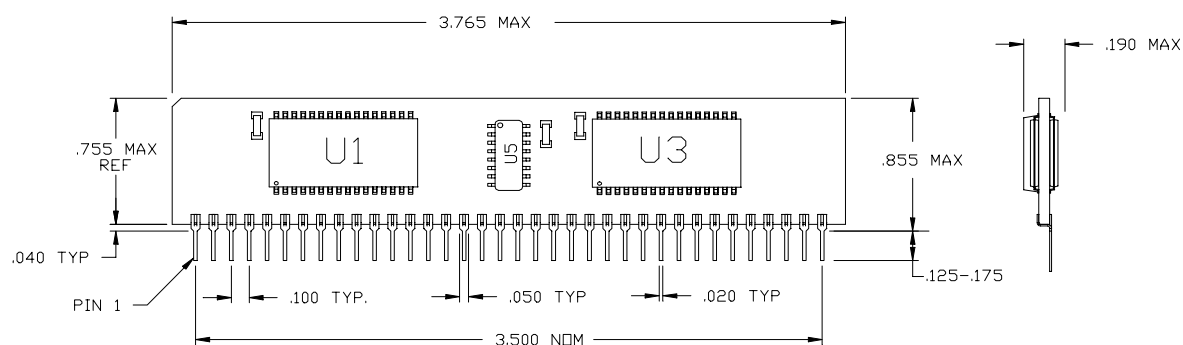 3.765 MAX
.190 MAX
U1
U5
U3
.755 MAX
REF
.855 MAX
.040 TYP
.125-.175
PIN 1
.100 TYP.
.050 TYP
.020 TYP
3.500 NOM